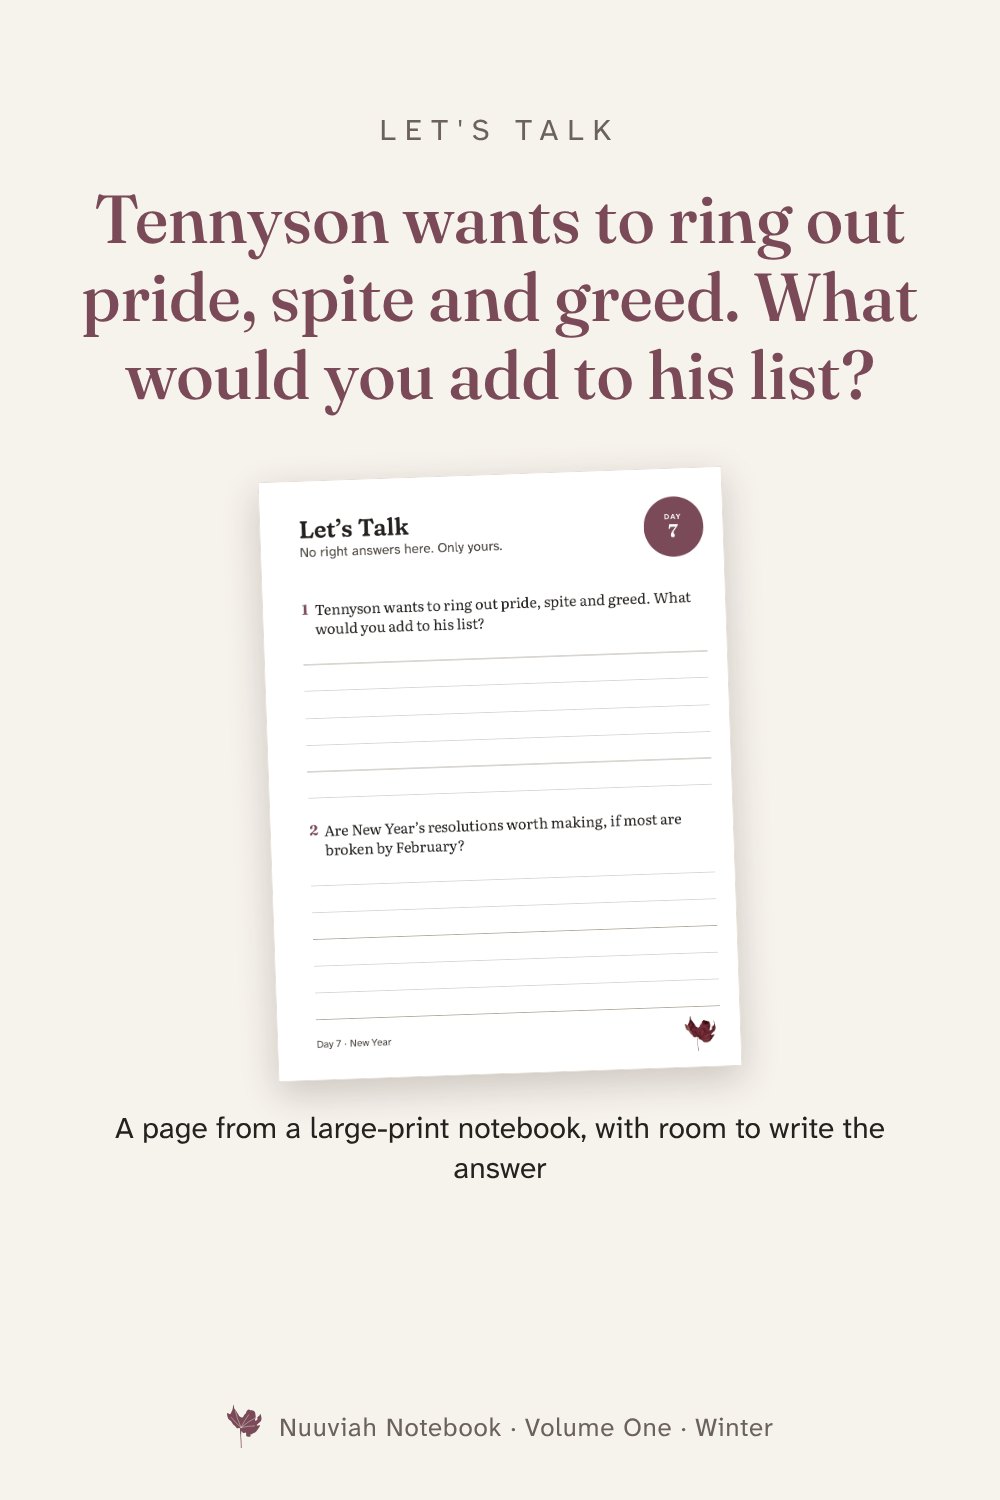 LET'S TALK
Tennyson wants to ring out
pride, spite and greed. What
would you add to his list?
Let’s Talk
No right answers here. Only yours.
DAY
7
1 Tennyson wants to ring out pride, spite and greed. What
would you add to his list?
2 Are New Year’s resolutions worth making, if most are
broken by February?
Day 7 · New Year
A page from a large-print notebook, with room to write the
answer
Nuuviah Notebook · Volume One · Winter